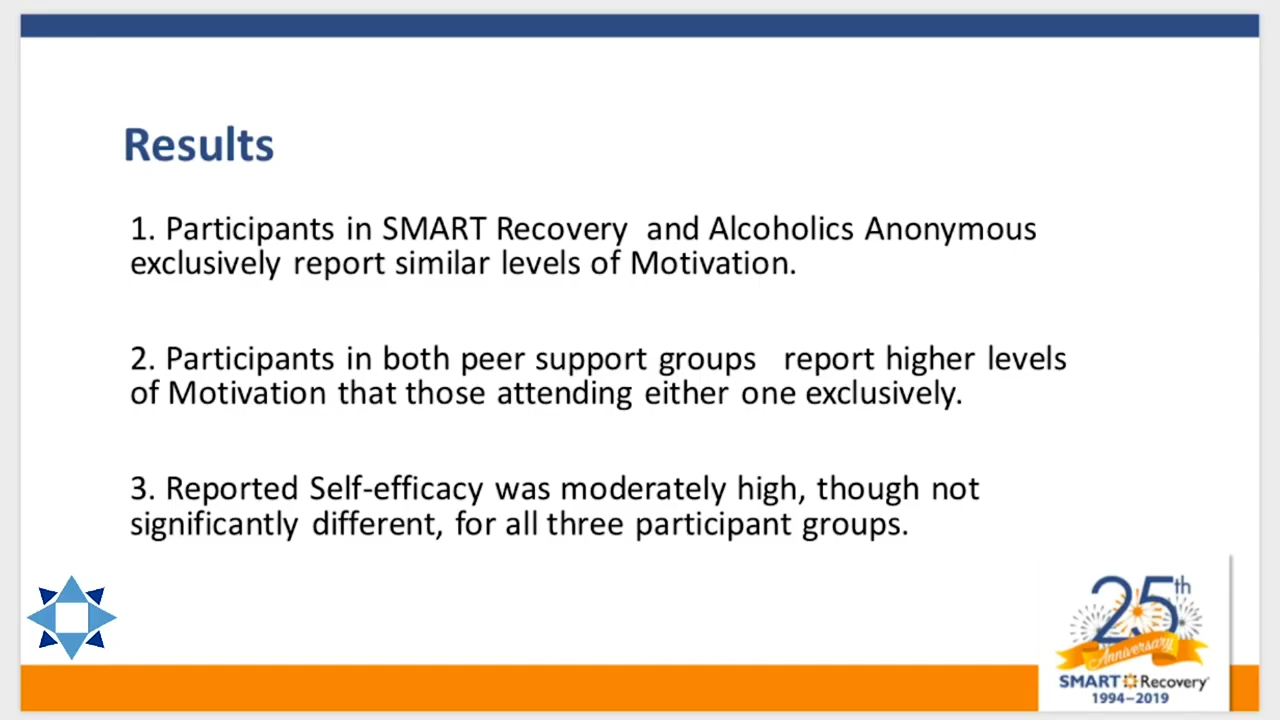 Results
1. Participants in SMART Recovery  and Alcoholics Anonymous
exclusively report similar levels of Motivation.
2. Participants in both peer support groups   report higher levels
of Motivation that those attending either one exclusively.
3. Reported Self-efficacy was moderately high, though not
significantly different, for all three participant groups.
25th
Anniversary
SMART Recovery®
1994–2019